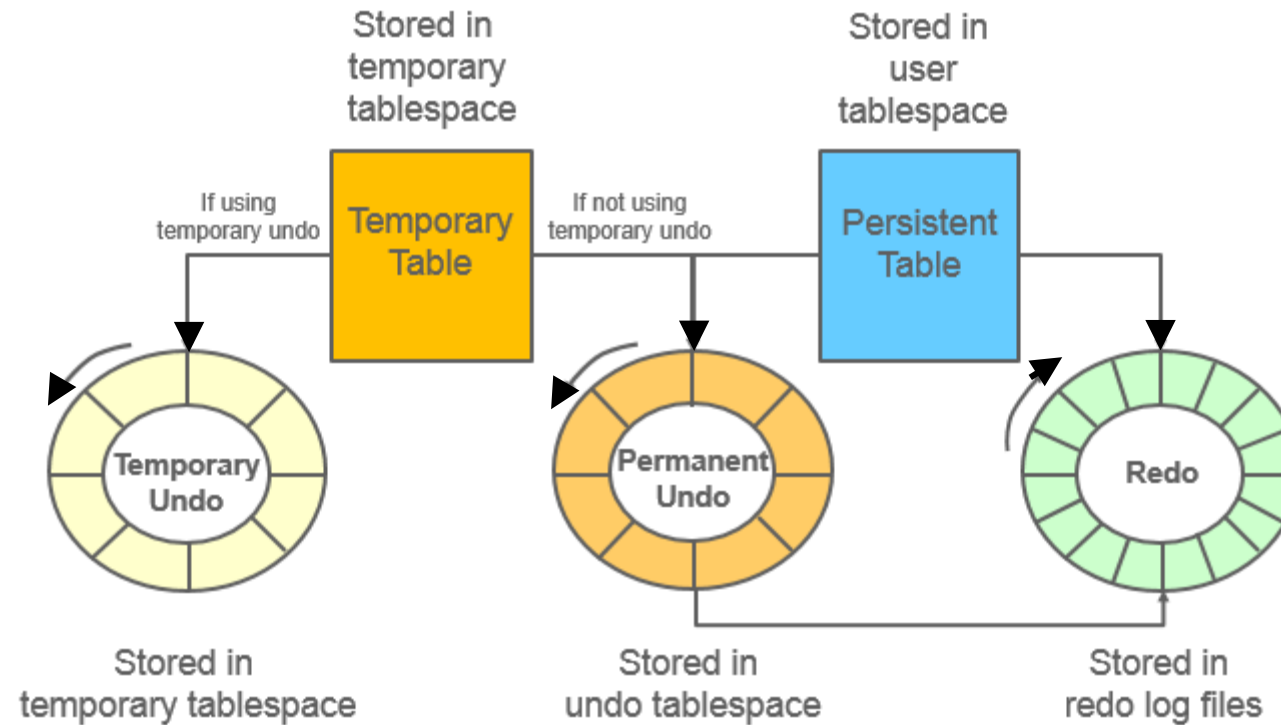 Stored in
temporary
tablespace
Stored in
user
tablespace
If using
temporary undo
Temporary
Table
If not using
temporary undo
Persistent
Table
Temporary
Undo
Permanent
Undo
Redo
Stored in
temporary tablespace
Stored in
undo tablespace
Stored in
redo log files